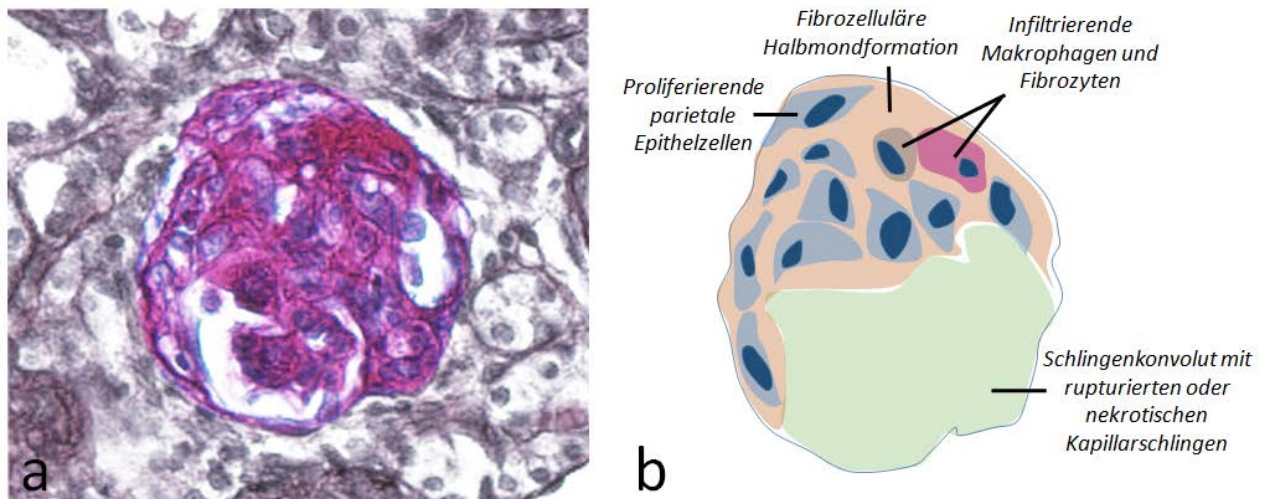 Fibrozelluläre
Halbmondformation
Infiltrierende
Makrophagen und
Fibrozyten
Proliferierende
parietale
Epithelzellen
Schlingenkonvolut mit
rupturierten oder
nekrotischen
Kapillarschlingen
a
b